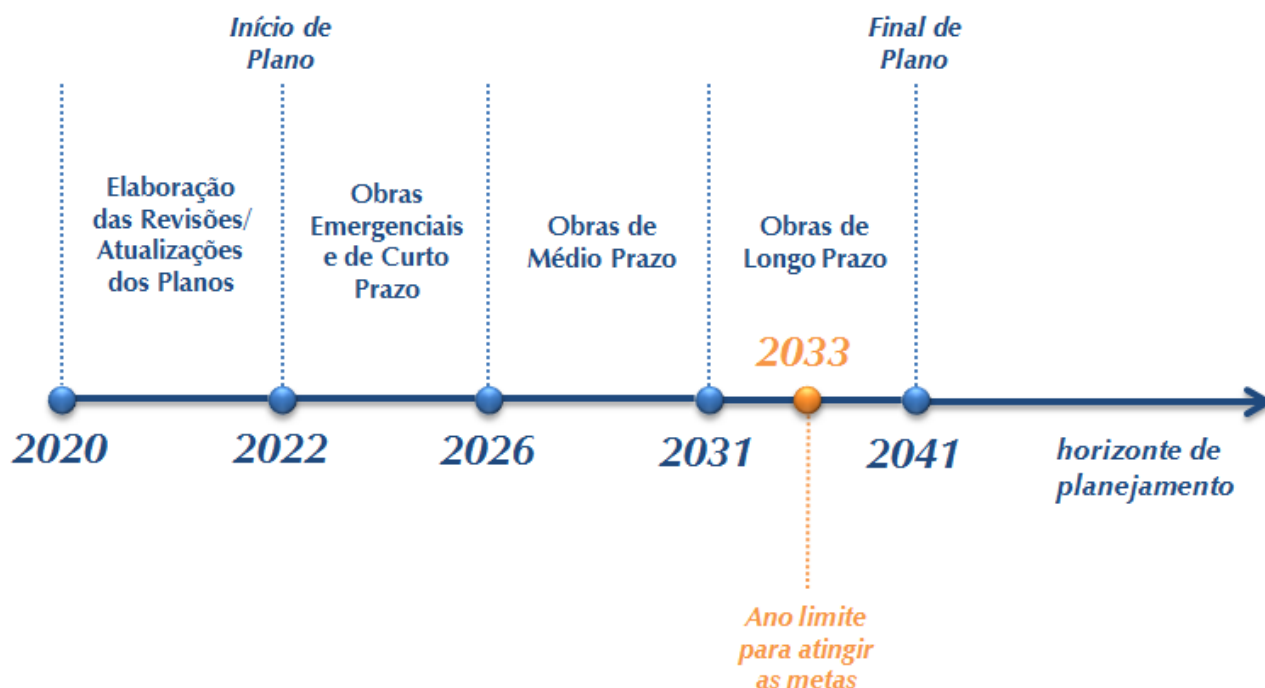 Início de
Plano
Final de
Plano
Elaboração
das Revisões/
Atualizações
dos Planos
Obras
Emergenciais
e de Curto
Prazo
Obras de
Médio Prazo
Obras de
Longo Prazo
2033
2020
2022
2026
2031
2041
horizonte de
planejamento
Ano limite
para atingir
as metas